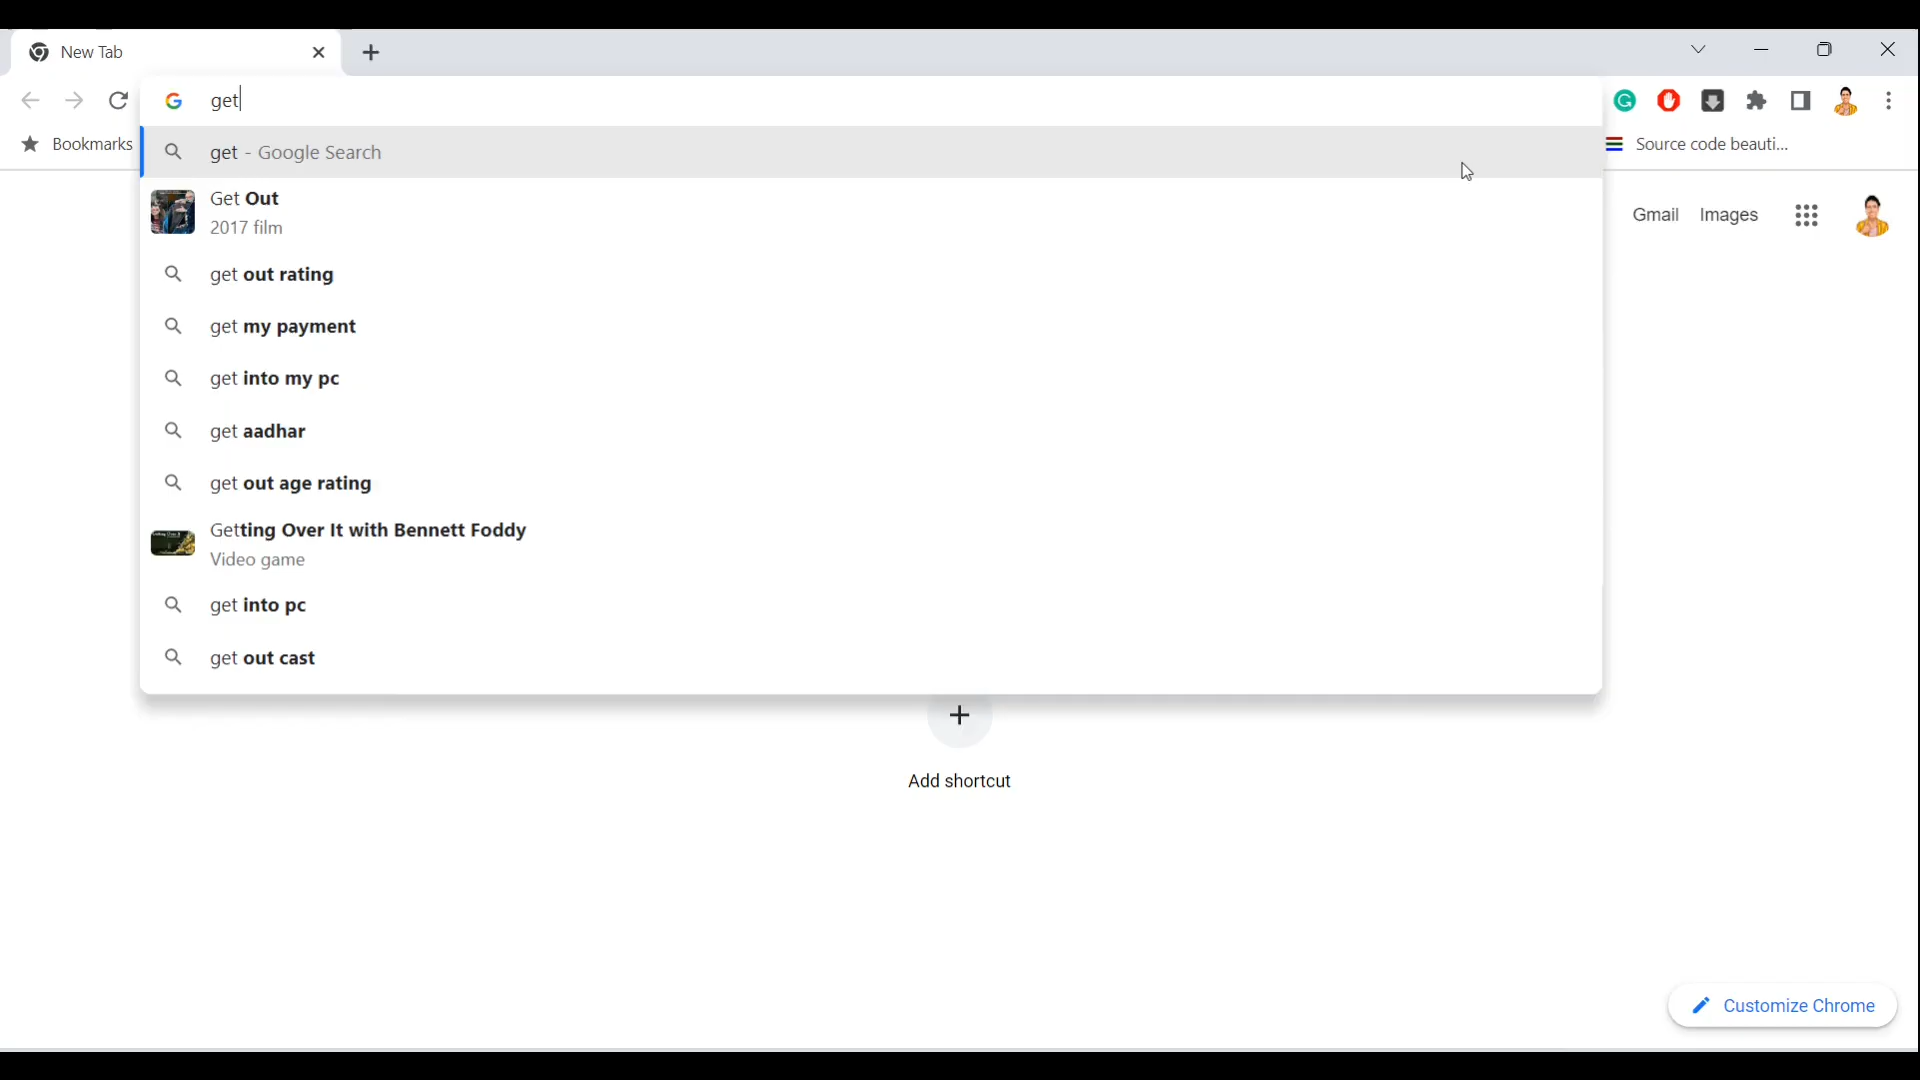 New Tab
get
Bookmarks
get - Google Search
Source code beauti...
Get Out
2017 film
Gmail Images
get out rating
get my payment
get into my pc
get aadhar
get out age rating
Getting Over It with Bennett Foddy
Video game
get into pc
get out cast
Add shortcut
Customize Chrome